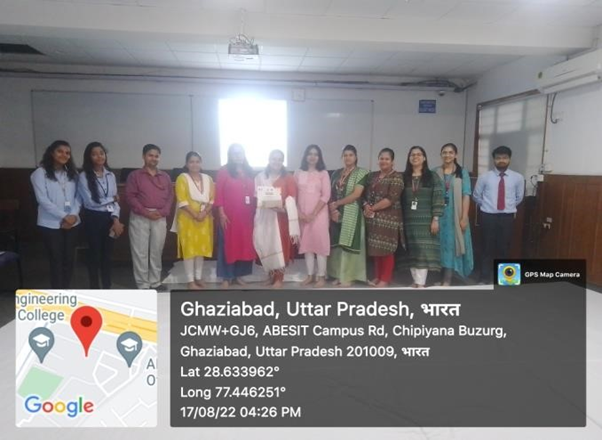 GPS Map Camera
Ghaziabad, Uttar Pradesh, भारत
JCMW+GJ6, ABESIT Campus Rd, Chipiyana Buzurg,
Ghaziabad, Uttar Pradesh 201009, भारत
Lat 28.633962°
Long 77.446251°
17/08/22 04:26 PM
gineering
College
A
O
Google